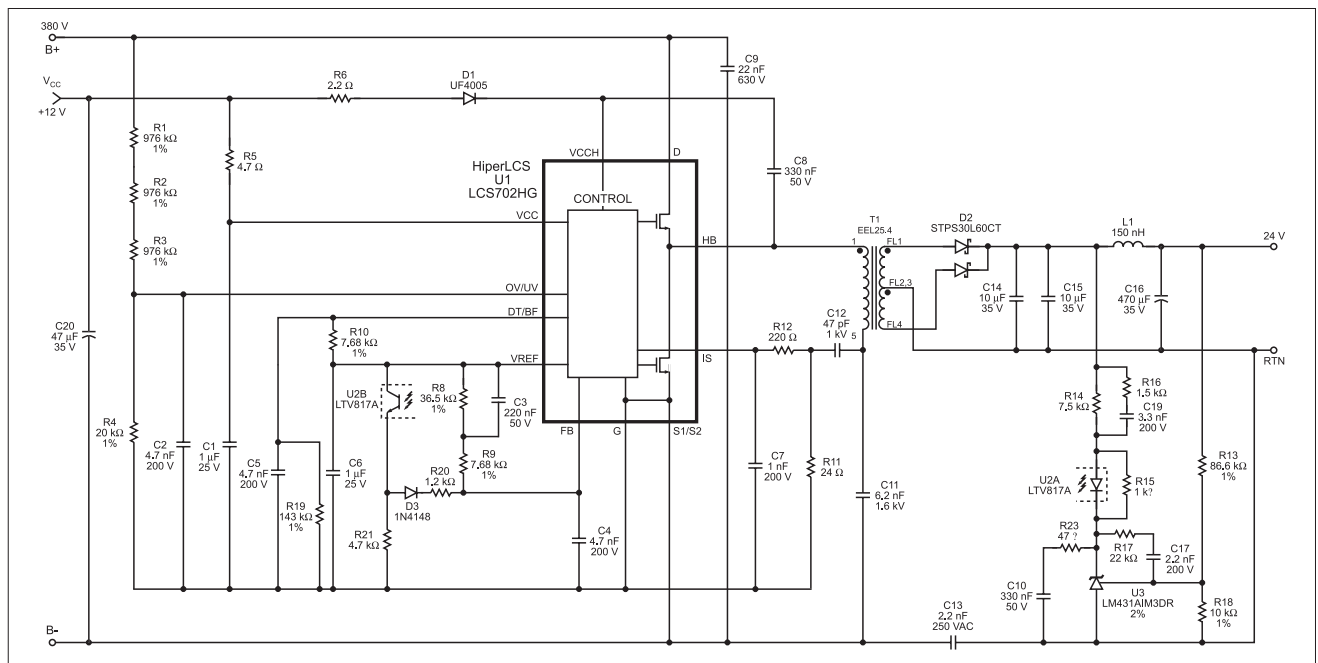 380 V
B+
VCC
+12 V
R6
2.2 Ω
D1
UF4005
C9
22 nF
630 V
R1
976 kΩ
1%
R2
976 kΩ
1%
R3
976 kΩ
1%
R5
4.7 Ω
HiperLCS
U1
LCS702HG
VCCH
D
CONTROL
VCC
HB
OV/UV
DT/BF
VREF
IS
FB
G
S1/S2
C8
330 nF
50 V
T1
EEL25.4
1
5
FL1
FL2,3
FL4
D2
STPS30L60CT
L1
150 nH
24 V
C14
10 µF
35 V
C15
10 µF
35 V
C16
470 µF
35 V
RTN
C20
47 µF
35 V
R10
7.68 kΩ
1%
U2B
LTV817A
R8
36.5 kΩ
1%
C3
220 nF
50 V
R9
7.68 kΩ
1%
R20
1.2 kΩ
D3
1N4148
R4
20 kΩ
1%
C2
4.7 nF
200 V
C1
1 µF
25 V
C5
4.7 nF
200 V
R19
143 kΩ
1%
C6
1 µF
25 V
R21
4.7 kΩ
C4
4.7 nF
200 V
R12
220 Ω
C12
47 pF
1 kV
C7
1 nF
200 V
R11
24 Ω
C11
6.2 nF
1.6 kV
R14
7.5 kΩ
R16
1.5 kΩ
C19
3.3 nF
200 V
R13
86.6 kΩ
1%
U2A
LTV817A
R15
1 k?
R23
47 ?
R17
22 kΩ
C17
2.2 nF
200 V
C10
330 nF
50 V
U3
LM431AIM3DR
2%
R18
10 kΩ
1%
C13
2.2 nF
250 VAC
B-